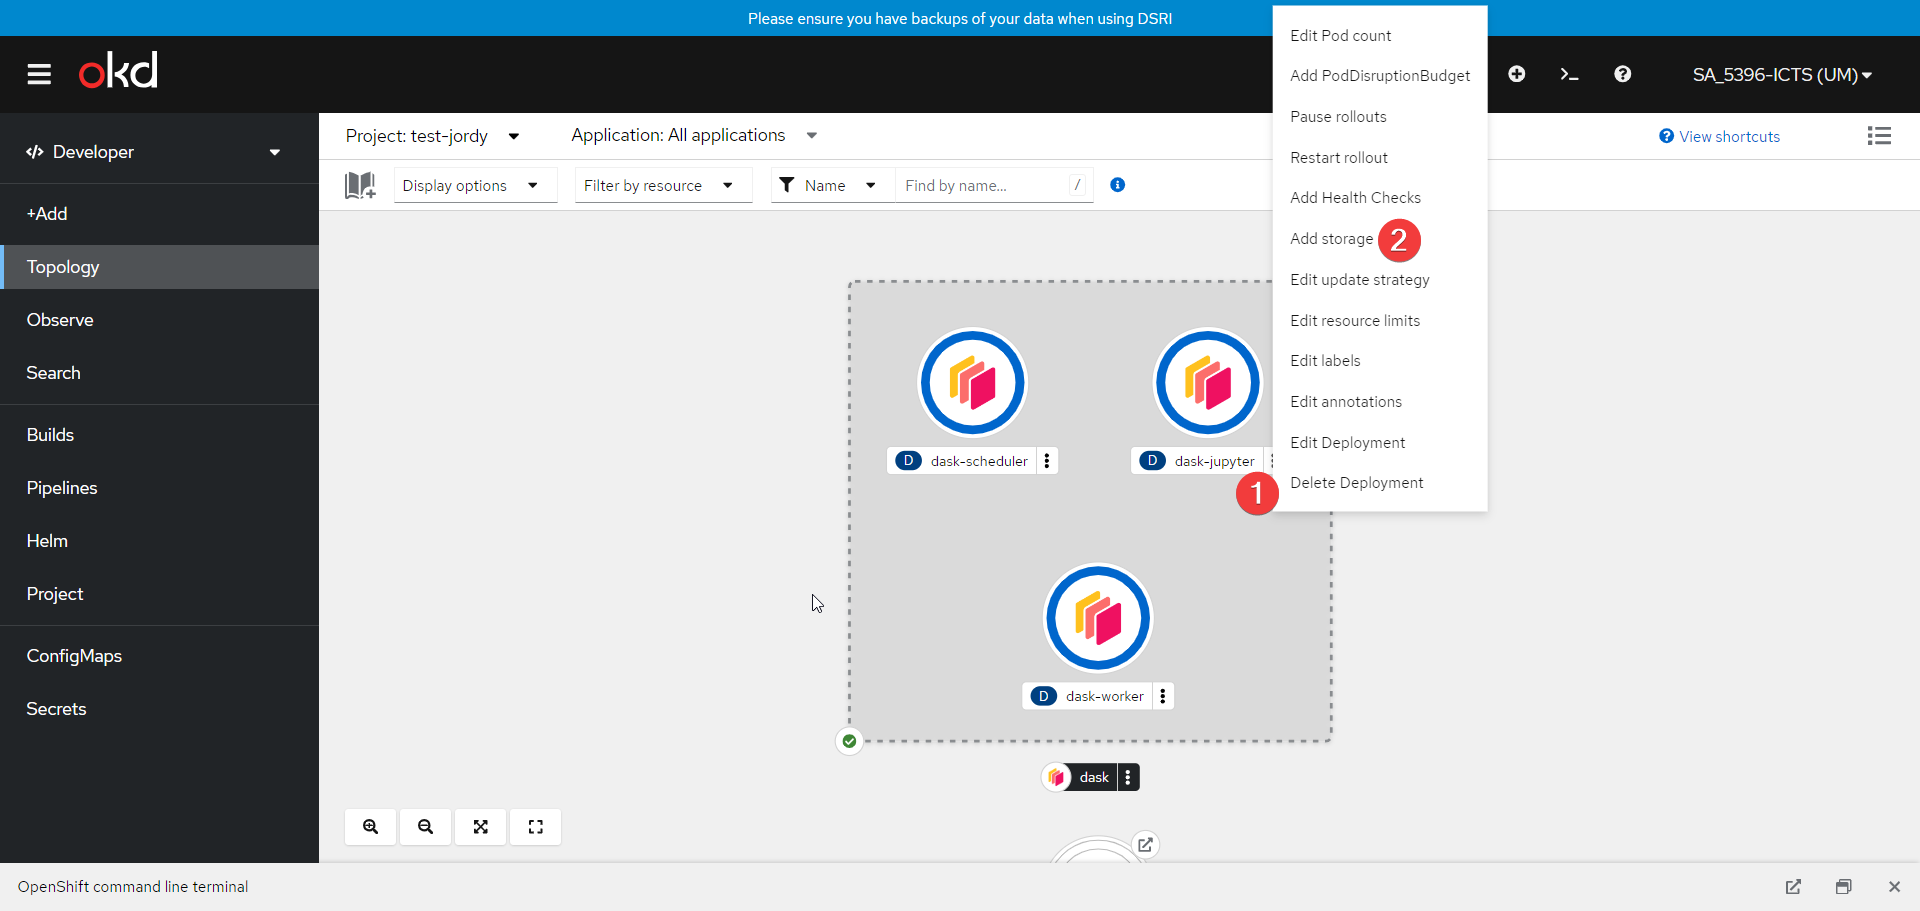 Please ensure you have backups of your data when using DSRI
okd
SA_5396-ICTS (UM)
Developer
+Add
Topology
Observe
Search
Builds
Pipelines
Helm
Project
ConfigMaps
Secrets
Project: test-jordy
Application: All applications
View shortcuts
Display options
Filter by resource
Name
Find by name...
/
Edit Pod count
Add PodDisruptionBudget
Pause rollouts
Restart rollout
Add Health Checks
Add storage 2
Edit update strategy
Edit resource limits
Edit labels
Edit annotations
Edit Deployment
1 Delete Deployment
D dask-scheduler
D dask-jupyter
D dask-worker
dask
OpenShift command line terminal